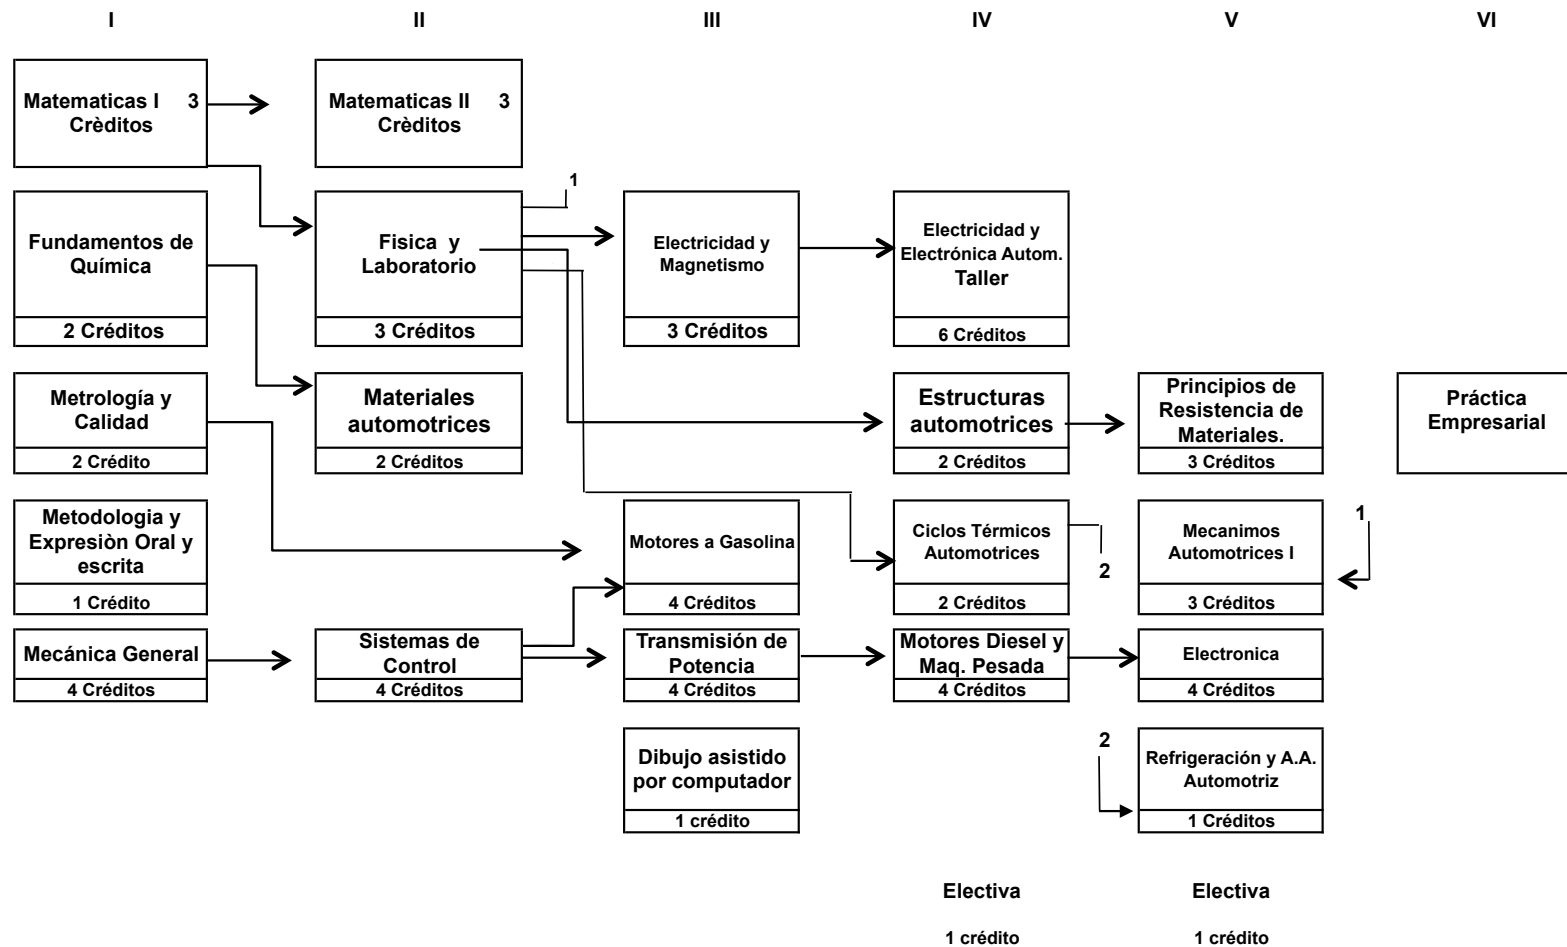 I
II
III
IV
V
VI
Matematicas I 3
Crèditos
Matematicas II 3
Crèditos
1
Fundamentos de
Química
2 Créditos
Fisica y
Laboratorio
3 Créditos
Electricidad y
Magnetismo
3 Créditos
Electricidad y
Electrónica Autom.
Taller
6 Créditos
Metrología y
Calidad
2 Crédito
Materiales
automotrices
2 Créditos
Estructuras
automotrices
2 Créditos
Principios de
Resistencia de
Materiales.
3 Créditos
Práctica
Empresarial
Metodologia y
Expresiòn Oral y
escrita
1 Crédito
Motores a Gasolina
4 Créditos
Ciclos Térmicos
Automotrices
2 Créditos
2
Mecanimos
Automotrices I
3 Créditos
1
Mecánica General
4 Créditos
Sistemas de
Control
4 Créditos
Transmisión de
Potencia
4 Créditos
Motores Diesel y
Maq. Pesada
4 Créditos
Electronica
4 Créditos
Dibujo asistido
por computador
1 crédito
2
Refrigeración y A.A.
Automotriz
1 Créditos
Electiva
1 crédito
Electiva
1 crédito